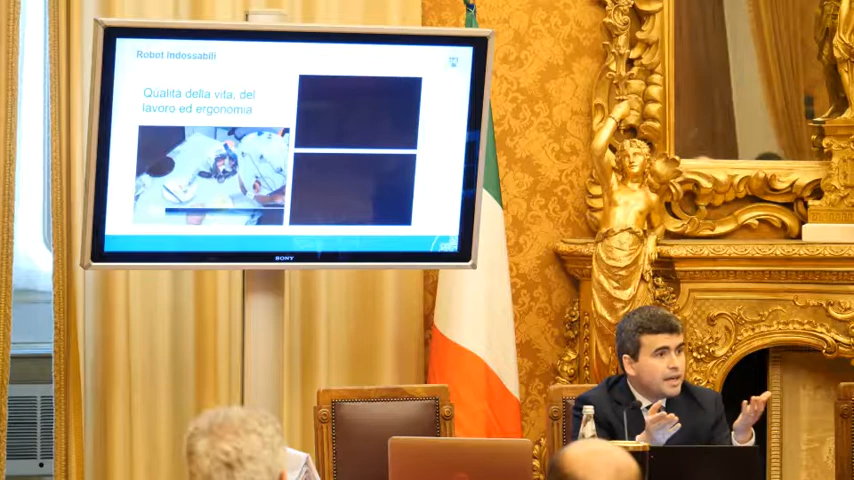 Robot Indossabili
Qualità della vita, del
lavoro ed ergonomia
SONY